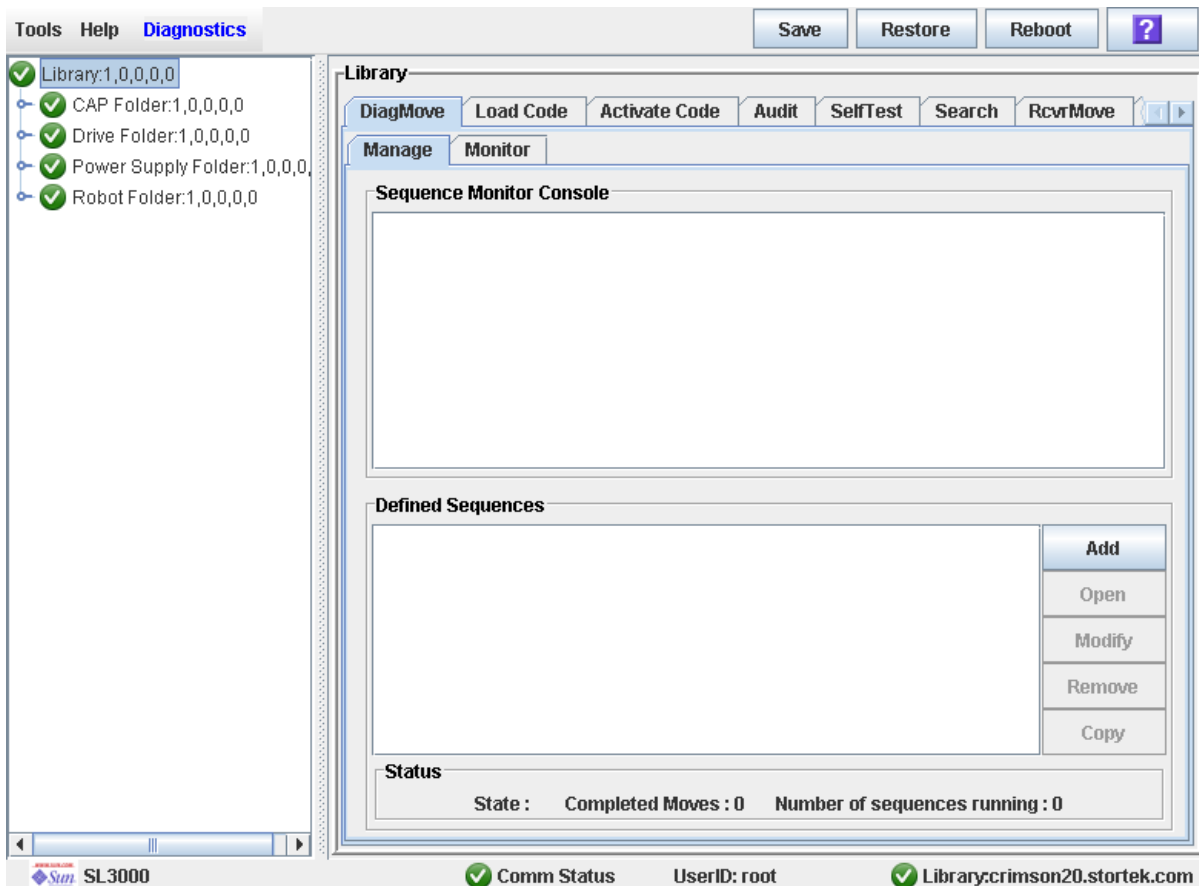 Tools Help Diagnostics Save Restore Reboot ?
Library:1,0,0,0,0
CAP Folder:1,0,0,0,0
Drive Folder:1,0,0,0,0
Power Supply Folder:1,0,0,0,
Robot Folder:1,0,0,0,0
Library
DiagMove Load Code Activate Code Audit SelfTest Search RcvrMove
Manage Monitor
Sequence Monitor Console
Defined Sequences
Add
Open
Modify
Remove
Copy
Status
State : Completed Moves : 0 Number of sequences running : 0
Sun SL3000 Comm Status UserID: root Library:crimson20.stortek.com